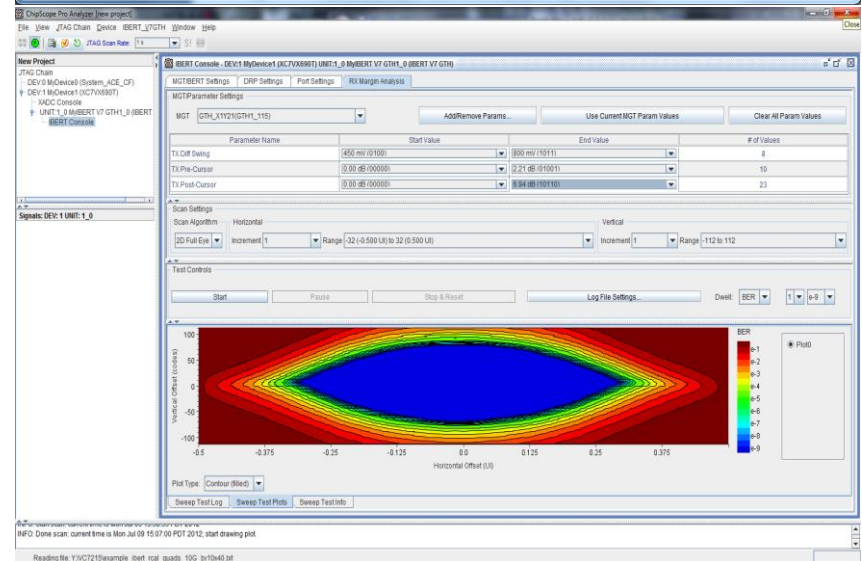 ChipScope Pro Analyzer [new project]
Close
File View JTAG Chain Device IBERT_V7GTH Window Help
JTAG Scan Rate: 1 s S!
New Project
JTAG Chain
DEV:0 MyDevice0 (System_ACE_CF)
DEV:1 MyDevice1 (XC7VX690T)
XADC Console
UNIT:1_0 MyIBERT V7 GTH1_0 (IBERT
IBERT Console
Signals: DEV: 1 UNIT: 1_0
IBERT Console - DEV:1 MyDevice1 (XC7VX690T) UNIT:1_0 MyIBERT V7 GTH1_0 (IBERT V7 GTH)
MGT/IBERT Settings DRP Settings Port Settings RX Margin Analysis
MGT/Parameter Settings
MGT GTH_X1Y21(GTH1_115) Add/Remove Params... Use Current MGT Param Values Clear All Param Values
Parameter Name Start Value End Value # of Values
TX Diff Swing 450 mV (0100) 800 mV (1011) 8
TX Pre-Cursor 0.00 dB (00000) 2.21 dB (01001) 10
TX Post-Cursor 0.00 dB (00000) (10110) 23
Scan Settings
Scan Algorithm Horizontal Vertical
2D Full Eye Increment 1 Range -32 (-0.500 UI) to 32 (0.500 UI) Increment 1 Range -112 to 112
Test Controls
Start Pause Stop & Reset Log File Settings... Dwell: BER 1 e-9
BER
Plot0
Vertical Offset (codes)
100
50
0
-50
-100
e-1
e-2
e-3
e-4
e-5
e-6
e-7
e-8
e-9
-0.5 -0.375 -0.25 -0.125 0.0 0.125 0.25 0.375
Horizontal Offset (UI)
Plot Type: Contour (filled)
Sweep Test Log Sweep Test Plots Sweep Test Info
INFO: Done scan: current time is Mon Jul 09 15:07:00 PDT 2012; start drawing plot.
Reading file: Y:\VC7215\example_ibert_rcal_quads_10G_bx10x40.bit